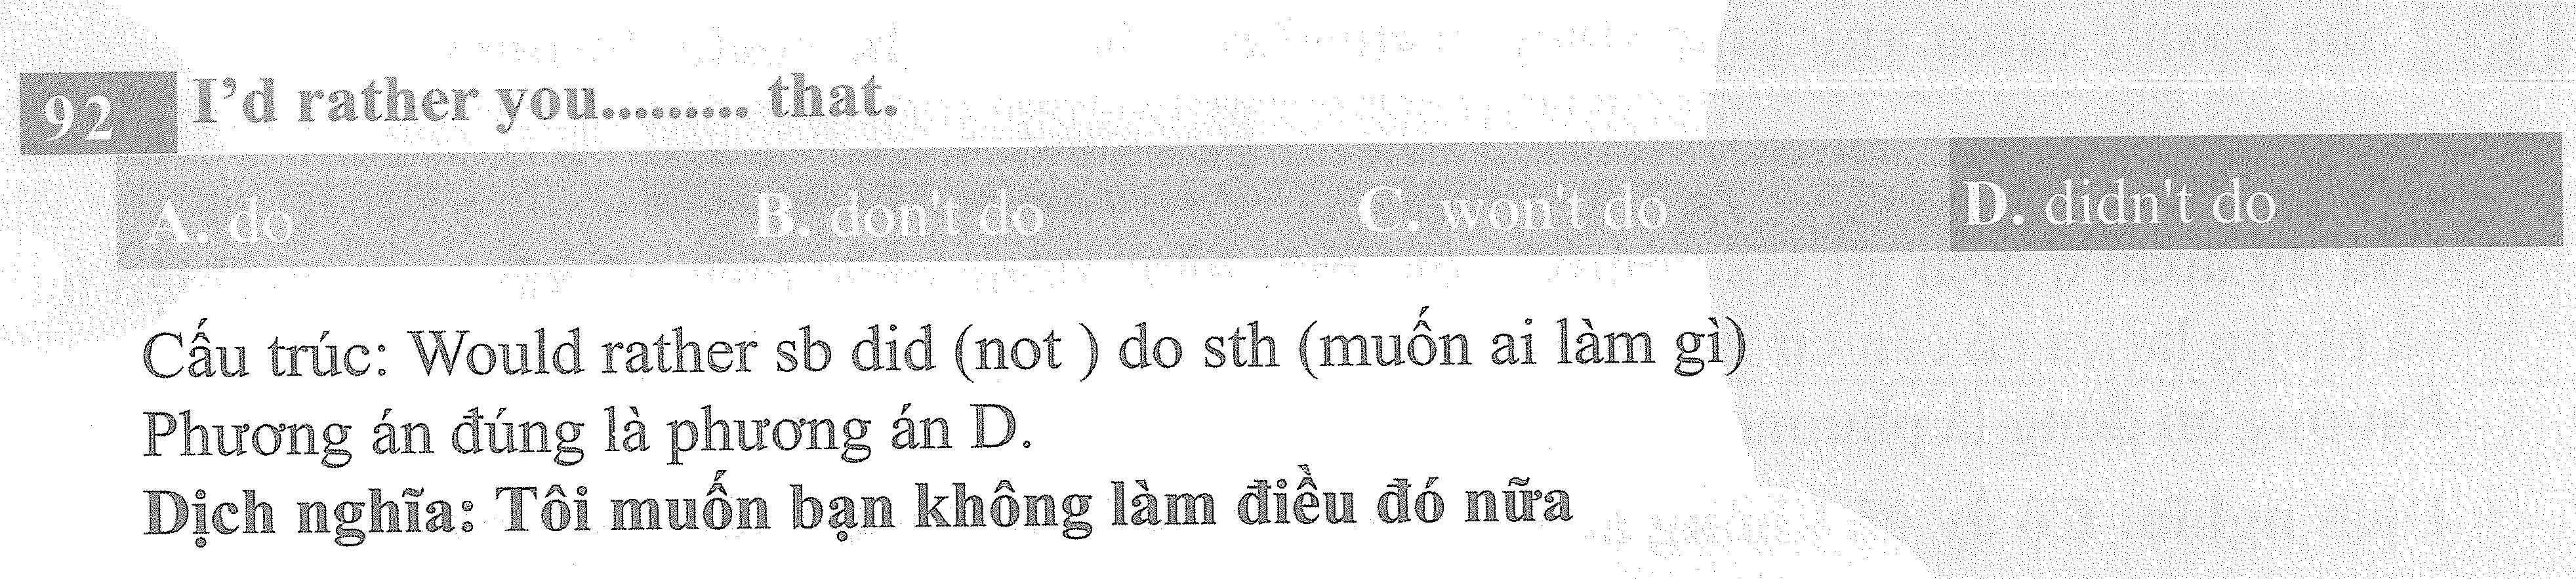 92 I'd rather you......... that.
A. do B. don't do C. won't do D. didn't do
Cấu trúc: Would rather sb did (not ) do sth (muốn ai làm gì)
Phương án đúng là phương án D.
Dịch nghĩa: Tôi muốn bạn không làm điều đó nữa